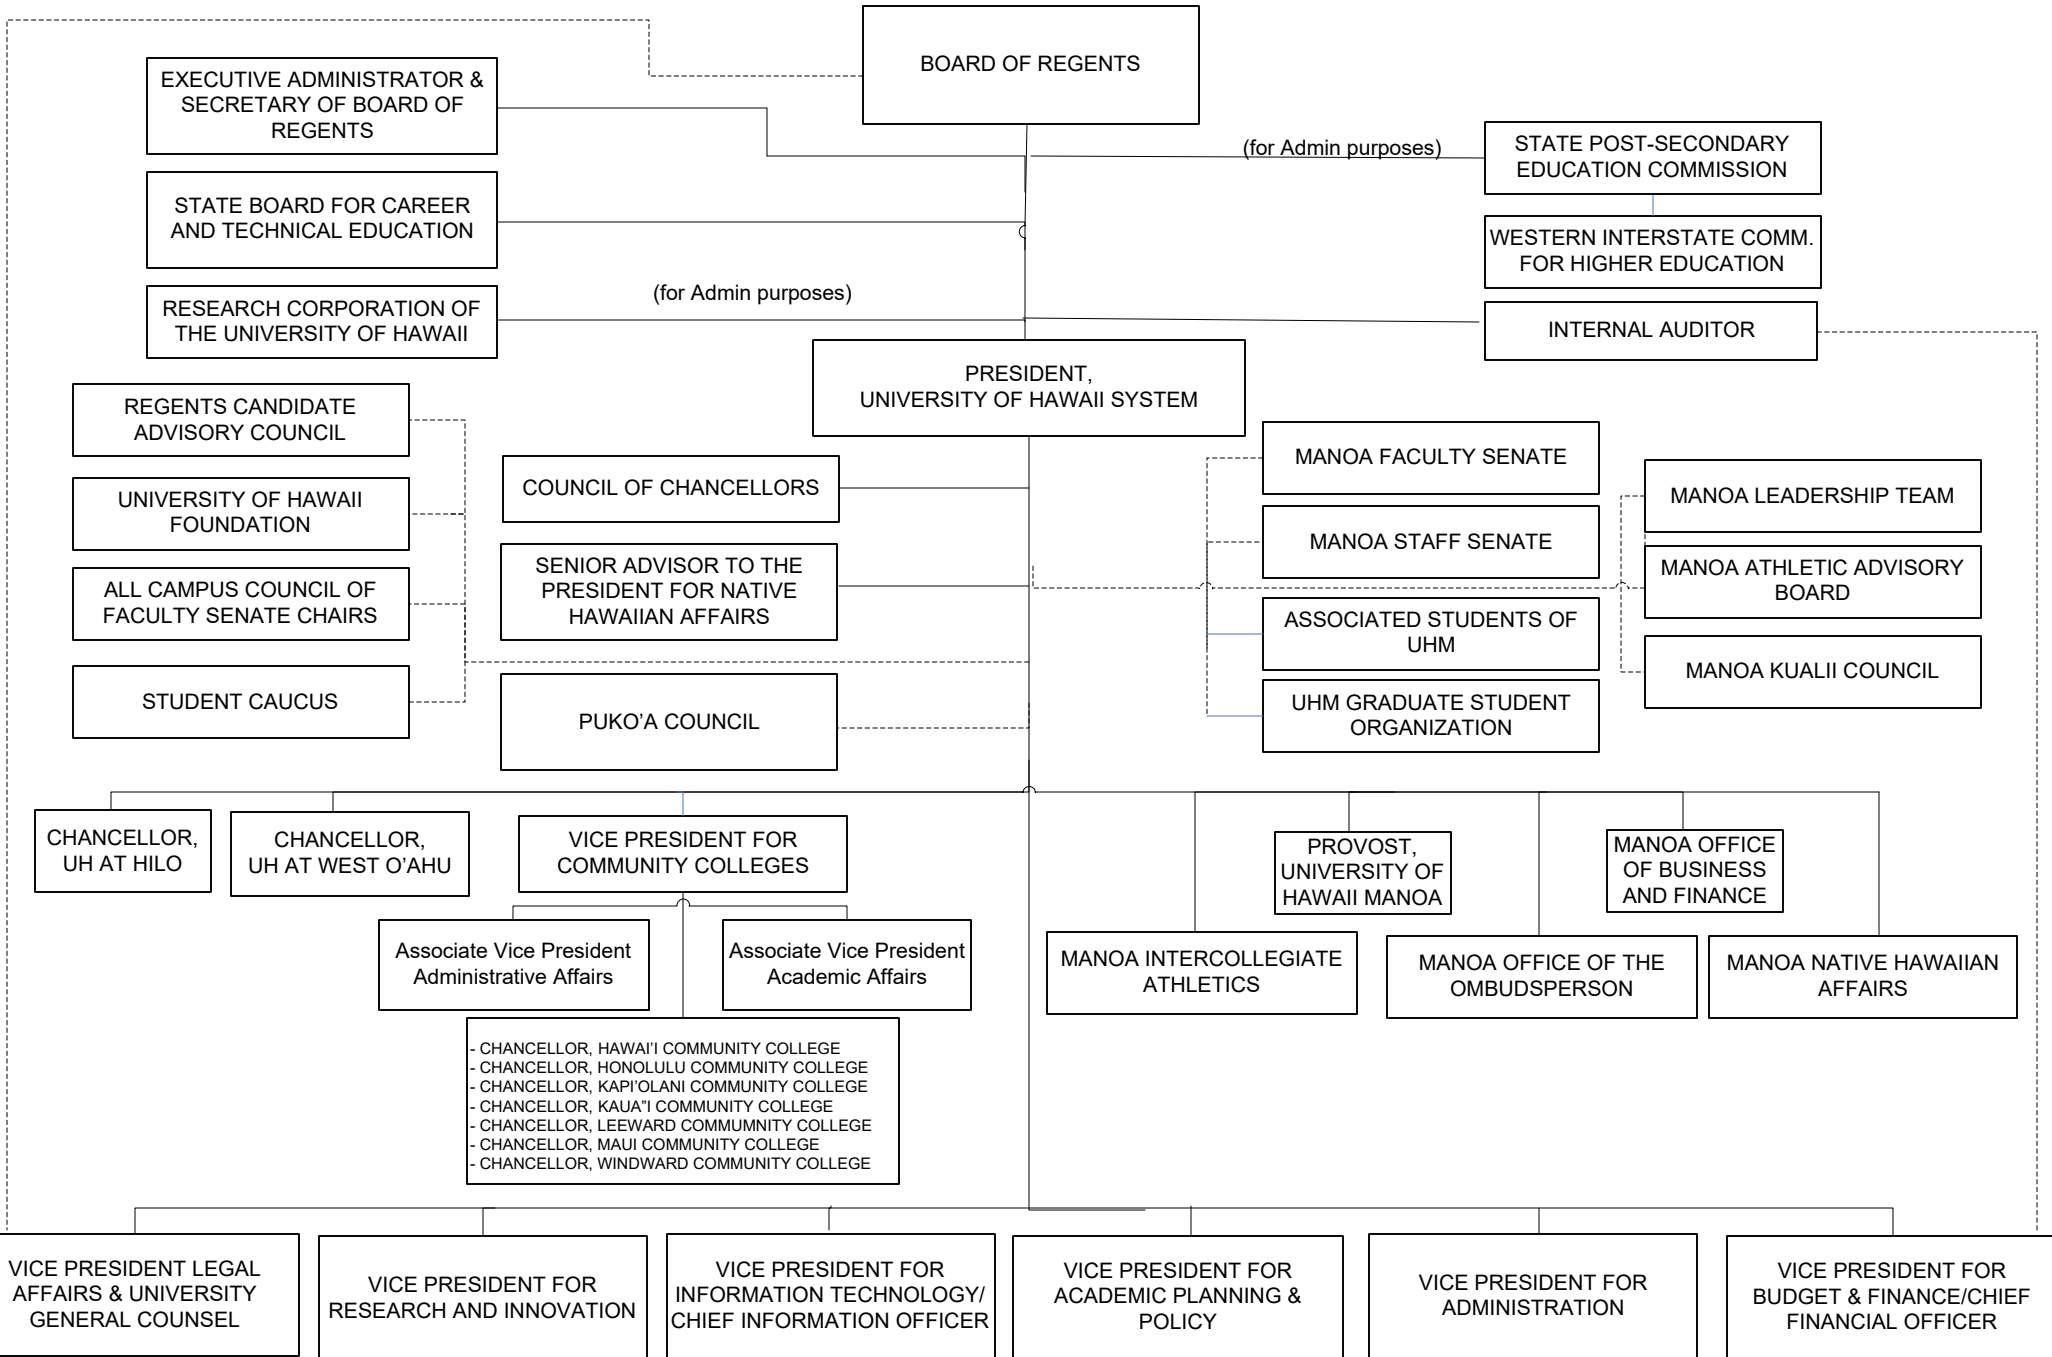 BOARD OF REGENTS
EXECUTIVE ADMINISTRATOR &
SECRETARY OF BOARD OF
REGENTS
(for Admin purposes)
STATE POST-SECONDARY
EDUCATION COMMISSION
STATE BOARD FOR CAREER
AND TECHNICAL EDUCATION
WESTERN INTERSTATE COMM.
FOR HIGHER EDUCATION
RESEARCH CORPORATION OF
THE UNIVERSITY OF HAWAII
(for Admin purposes)
INTERNAL AUDITOR
PRESIDENT,
UNIVERSITY OF HAWAII SYSTEM
REGENTS CANDIDATE
ADVISORY COUNCIL
UNIVERSITY OF HAWAII
FOUNDATION
ALL CAMPUS COUNCIL OF
FACULTY SENATE CHAIRS
STUDENT CAUCUS
COUNCIL OF CHANCELLORS
SENIOR ADVISOR TO THE
PRESIDENT FOR NATIVE
HAWAIIAN AFFAIRS
PUKO’A COUNCIL
MANOA FACULTY SENATE
MANOA STAFF SENATE
ASSOCIATED STUDENTS OF
UHM
UHM GRADUATE STUDENT
ORGANIZATION
MANOA LEADERSHIP TEAM
MANOA ATHLETIC ADVISORY
BOARD
MANOA KUALII COUNCIL
CHANCELLOR,
UH AT HILO
CHANCELLOR,
UH AT WEST O’AHU
VICE PRESIDENT FOR
COMMUNITY COLLEGES
PROVOST,
UNIVERSITY OF
HAWAII MANOA
MANOA OFFICE
OF BUSINESS
AND FINANCE
Associate Vice President
Administrative Affairs
Associate Vice President
Academic Affairs
MANOA INTERCOLLEGIATE
ATHLETICS
MANOA OFFICE OF THE
OMBUDSPERSON
MANOA NATIVE HAWAIIAN
AFFAIRS
- CHANCELLOR, HAWAI’I COMMUNITY COLLEGE
- CHANCELLOR, HONOLULU COMMUNITY COLLEGE
- CHANCELLOR, KAPI’OLANI COMMUNITY COLLEGE
- CHANCELLOR, KAUA”I COMMUNITY COLLEGE
- CHANCELLOR, LEEWARD COMMUMNITY COLLEGE
- CHANCELLOR, MAUI COMMUNITY COLLEGE
- CHANCELLOR, WINDWARD COMMUNITY COLLEGE
VICE PRESIDENT LEGAL
AFFAIRS & UNIVERSITY
GENERAL COUNSEL
VICE PRESIDENT FOR
RESEARCH AND INNOVATION
VICE PRESIDENT FOR
INFORMATION TECHNOLOGY/
CHIEF INFORMATION OFFICER
VICE PRESIDENT FOR
ACADEMIC PLANNING &
POLICY
VICE PRESIDENT FOR
ADMINISTRATION
VICE PRESIDENT FOR
BUDGET & FINANCE/CHIEF
FINANCIAL OFFICER